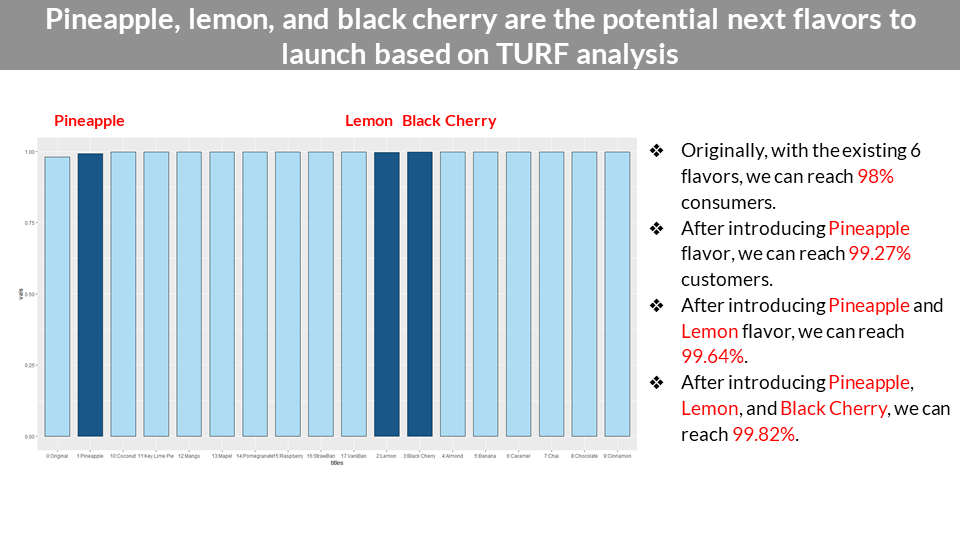 Pineapple, lemon, and black cherry are the potential next flavors to
launch based on TURF analysis
Pineapple
Lemon Black Cherry
1.00
0.75
0.50
0.25
0.00
vals
0:Original 1:Pineapple 10:Coconut 11:Key Lime Pie 12:Mango 13:Mapel 14:Pomegranate 15:Raspberry 16:StrawBan 17:VaniBan 2:Lemon 3:Black Cherry 4:Almond 5:Banana 6:Caramel 7:Chai 8:Chocolate 9:Cinnamon
titles
❖ Originally, with the existing 6
flavors, we can reach 98%
consumers.
❖ After introducing Pineapple
flavor, we can reach 99.27%
customers.
❖ After introducing Pineapple and
Lemon flavor, we can reach
99.64%.
❖ After introducing Pineapple,
Lemon, and Black Cherry, we can
reach 99.82%.